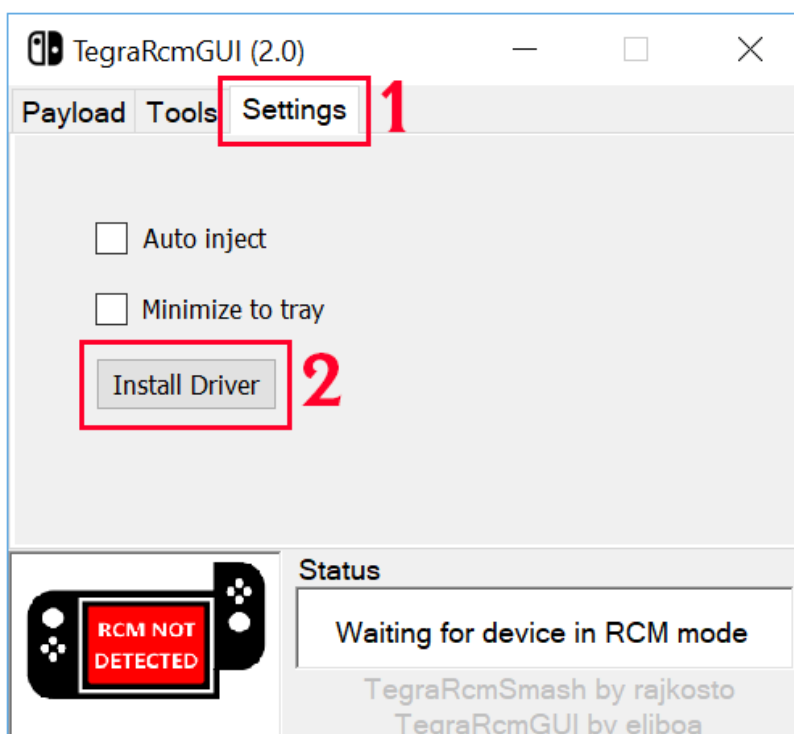 TegraRcmGUI (2.0)
Payload Tools Settings 1
Auto inject
Minimize to tray
Install Driver 2
Status
RCM NOT
DETECTED
Waiting for device in RCM mode
TegraRcmSmash by rajkosto
TegraRcmGUI by eliboa